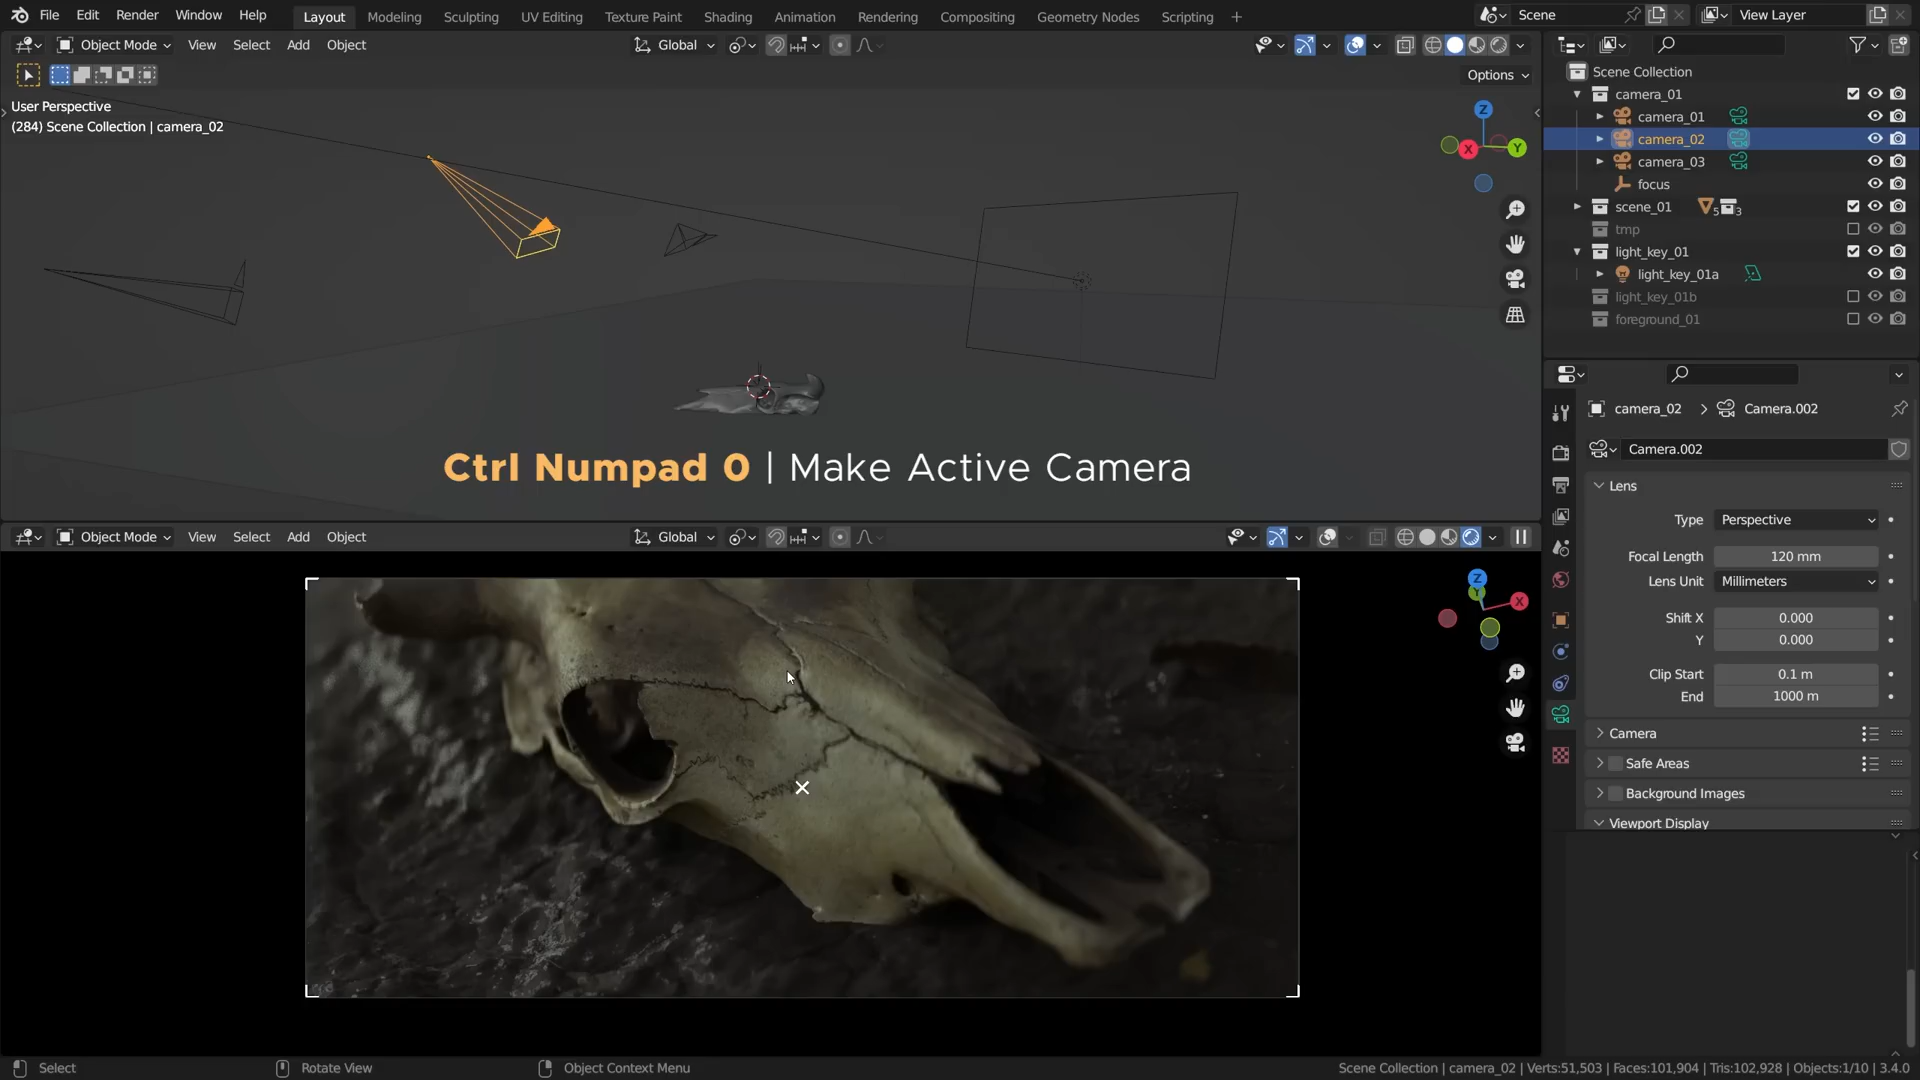 File Edit Render Window Help Layout Modeling Sculpting UV Editing Texture Paint Shading Animation Rendering Compositing Geometry Nodes Scripting + Scene View Layer
Object Mode View Select Add Object Global
Options
User Perspective
(284) Scene Collection | camera_02
Z
X
Y
Ctrl Numpad 0 | Make Active Camera
Object Mode View Select Add Object Global
Z
Y
X
Scene Collection
camera_01
camera_01
camera_02
camera_03
focus
scene_01 5 3
tmp
light_key_01
light_key_01a
light_key_01b
foreground_01
camera_02 > Camera.002
Camera.002
Lens
Type Perspective
Focal Length 120 mm
Lens Unit Millimeters
Shift X 0.000
Y 0.000
Clip Start 0.1 m
End 1000 m
Camera
Safe Areas
Background Images
Viewport Display
Select Rotate View Object Context Menu Scene Collection | camera_02 | Verts:51,503 | Faces:101,904 | Tris:102,928 | Objects:1/10 | 3.4.0